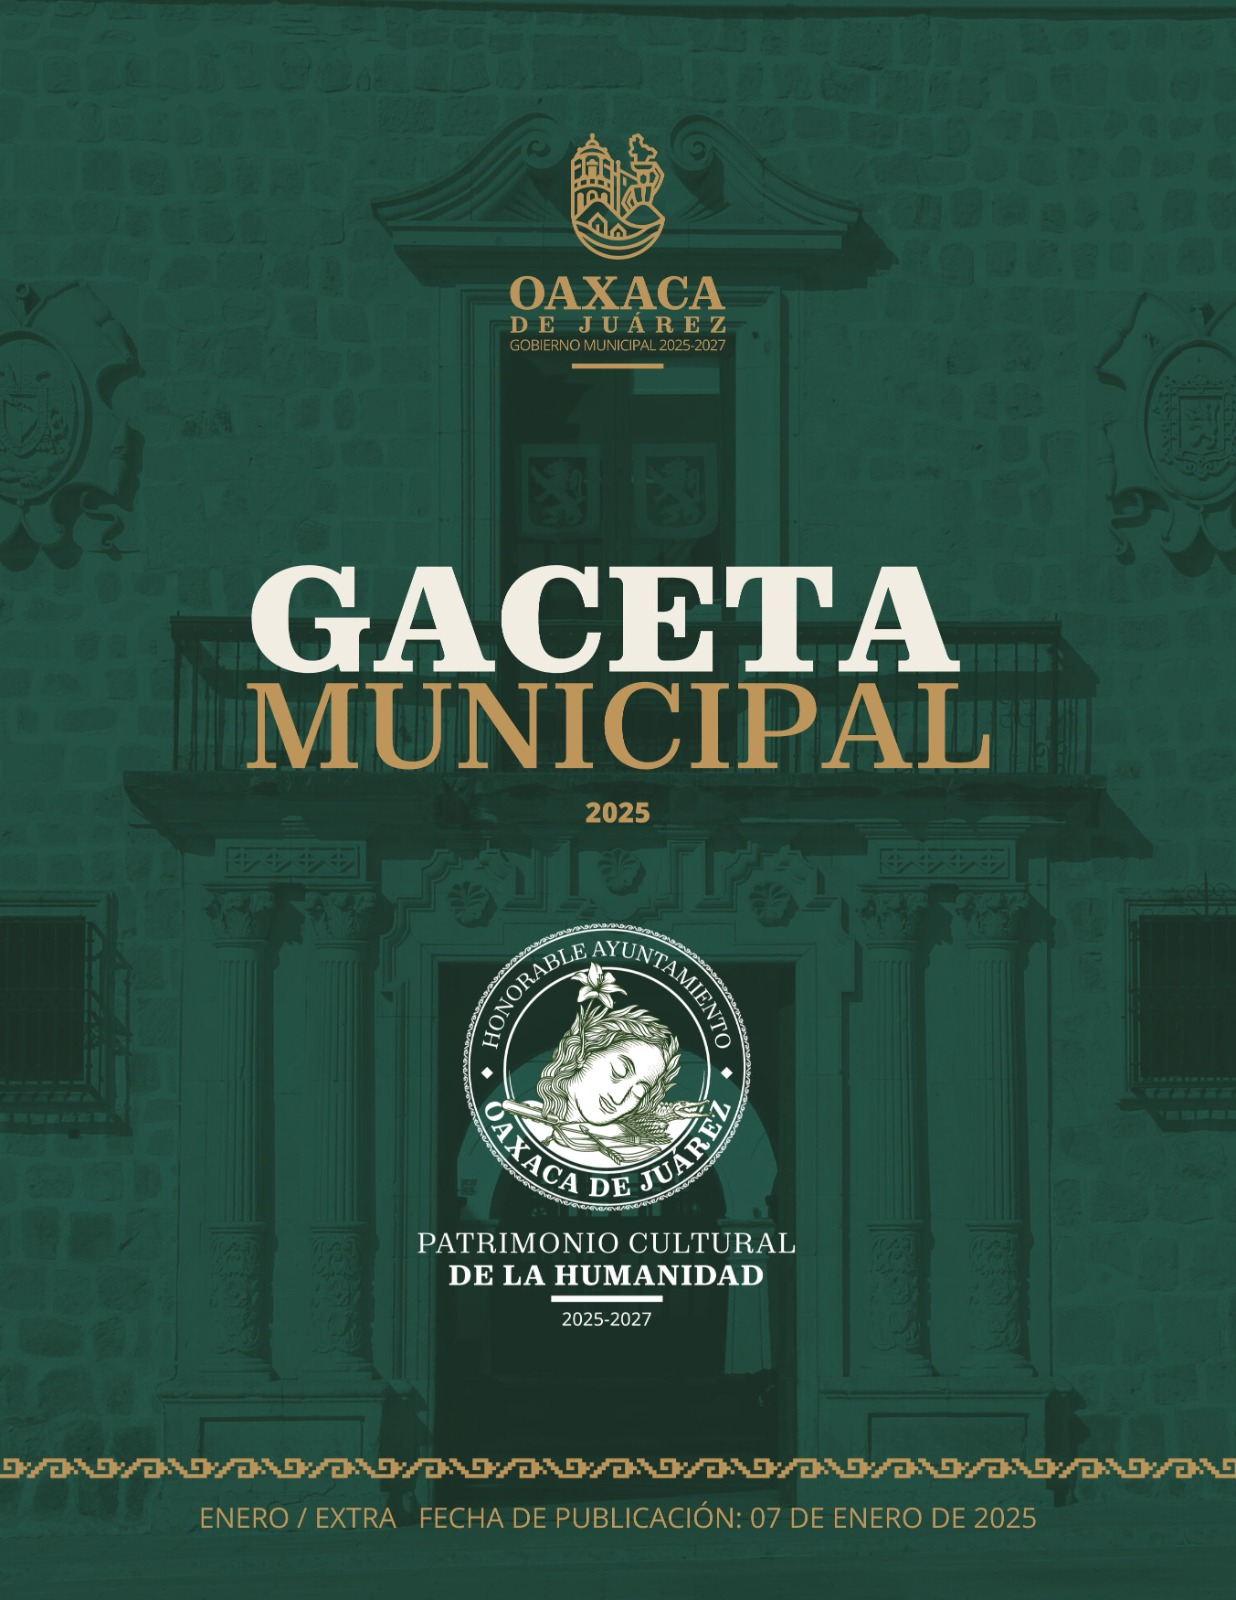 OAXACA
DE JUÁREZ
GOBIERNO MUNICIPAL 2025-2027
GACETA
MUNICIPAL
2025
HONORABLE AYUNTAMIENTO
OAXACA DE JUÁREZ
PATRIMONIO CULTURAL
DE LA HUMANIDAD
2025-2027
ENERO / EXTRA FECHA DE PUBLICACIÓN: 07 DE ENERO DE 2025